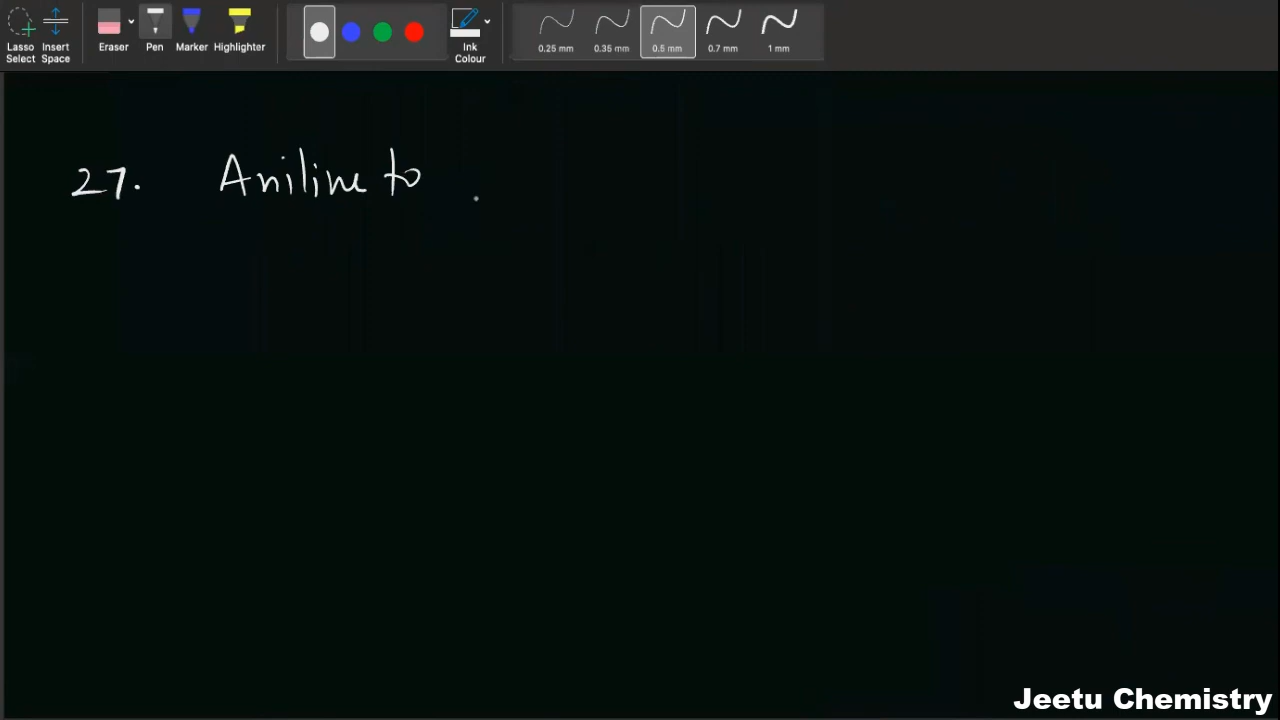 Lasso Select
Insert Space
Eraser
Pen
Marker
Highlighter
Ink Colour
0.25 mm
0.35 mm
0.5 mm
0.7 mm
1 mm
27. Aniline to
Jeetu Chemistry